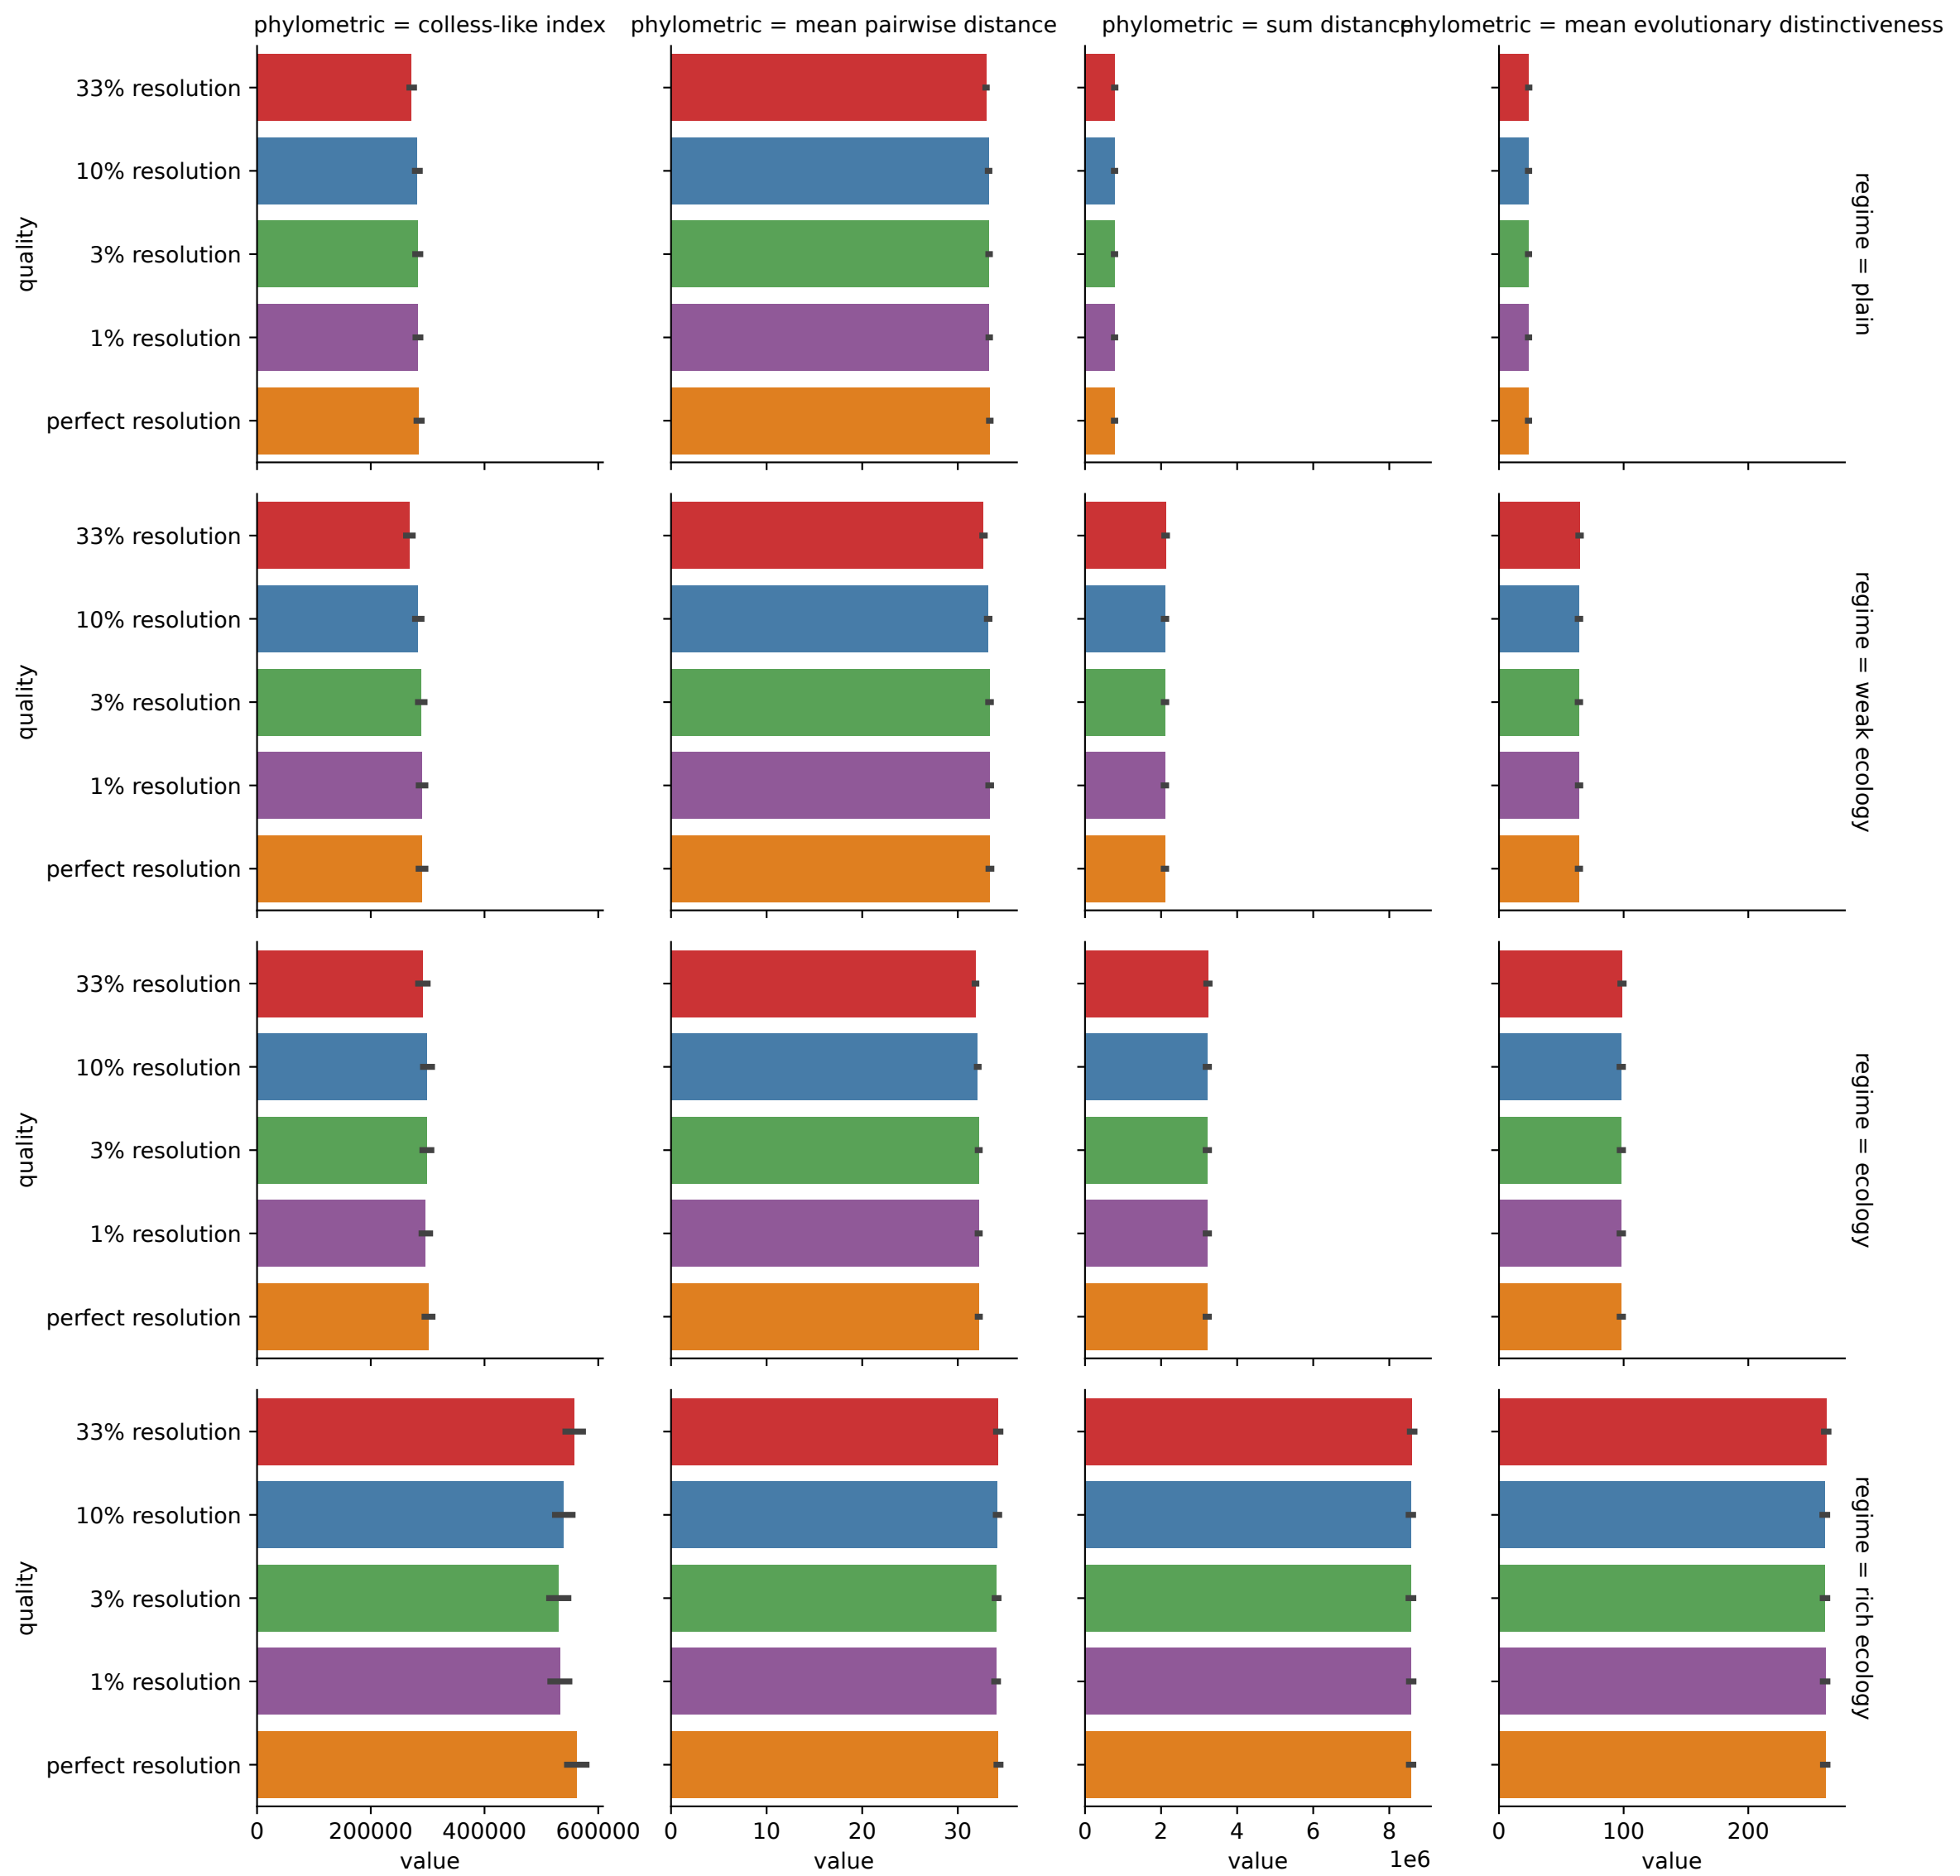 phylometric = colless-like index
phylometric = mean pairwise distance
phylometric = sum distance
phylometric = mean evolutionary distinctiveness
quality
33% resolution
10% resolution
3% resolution
1% resolution
perfect resolution
regime = plain
quality
33% resolution
10% resolution
3% resolution
1% resolution
perfect resolution
regime = weak ecology
quality
33% resolution
10% resolution
3% resolution
1% resolution
perfect resolution
regime = ecology
quality
33% resolution
10% resolution
3% resolution
1% resolution
perfect resolution
regime = rich ecology
0 200000 400000 600000
value
0 10 20 30
value
0 2 4 6 8
1e6
value
0 100 200
value